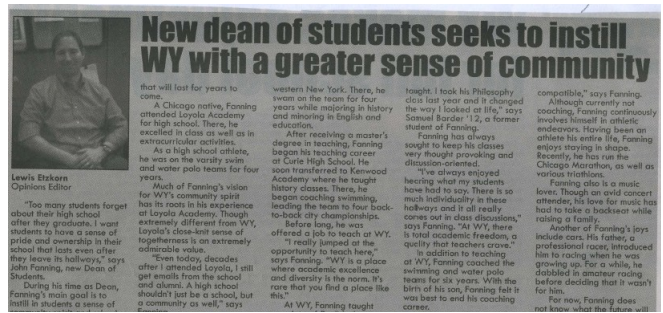 New dean of students seeks to instill
WY with a greater sense of community
Lewis Etzkorn
Opinions Editor
"Too many students forget
about their high school
after they graduate. I want
students to have a sense of
pride and ownership in their
school that lasts even after
they leave its hallways," says
John Fanning, new Dean of
Students.
During his time as Dean,
Fanning's main goal is to
instill in students a sense of
that will last for years to
come.
A Chicago native, Fanning
attended Loyola Academy
for high school. There, he
excelled in class as well as in
extracurricular activities.
As a high school athlete,
he was on the varsity swim
and water polo teams for four
years.
Much of Fanning's vision
for WY's community spirit
has its roots in his experience
at Loyola Academy. Though
extremely different from WY,
Loyola's close-knit sense of
togetherness is an extremely
admirable value.
"Even today, decades
after I attended Loyola, I still
get emails from the school
and alumni. A high school
shouldn't just be a school, but
a community as well," says
Fanning.
western New York. There, he
swam on the team for four
years while majoring in history
and minoring in English and
education.
After receiving a master's
degree in teaching, Fanning
began his teaching career
at Curie High School. He
soon transferred to Kenwood
Academy where he taught
history classes. There, he
began coaching swimming,
leading the team to four back-
to-back city championships.
Before long, he was
offered a job to teach at WY.
"I really jumped at the
opportunity to teach here,"
says Fanning. "WY is a place
where academic excellence
and diversity is the norm. It's
rare that you find a place like
this."
At WY, Fanning taught
taught. I took his Philosophy
class last year and it changed
the way I looked at life," says
Samuel Barder '12, a former
student of Fanning.
Fanning has always
sought to keep his classes
very thought provoking and
discussion-oriented.
"I've always enjoyed
hearing what my students
have had to say. There is so
much individuality in these
hallways and it all really
comes out in class discussions,"
says Fanning. "At WY, there
is total academic freedom, a
quality that teachers crave."
In addition to teaching
at WY, Fanning coached the
swimming and water polo
teams for six years. With the
birth of his son, Fanning felt it
was best to end his coaching
career.
compatible," says Fanning.
Although currently not
coaching, Fanning continuously
involves himself in athletic
endeavors. Having been an
athlete his entire life, Fanning
enjoys staying in shape.
Recently, he has run the
Chicago Marathon, as well as
various triathlons.
Fanning also is a music
lover. Though an avid concert
attender, his love for music has
had to take a backseat while
raising a family.
Another of Fanning's joys
include cars. His father, a
professional racer, introduced
him to racing when he was
growing up. For a while, he
dabbled in amateur racing
before deciding that it wasn't
for him.
For now, Fanning does
not know what the future will